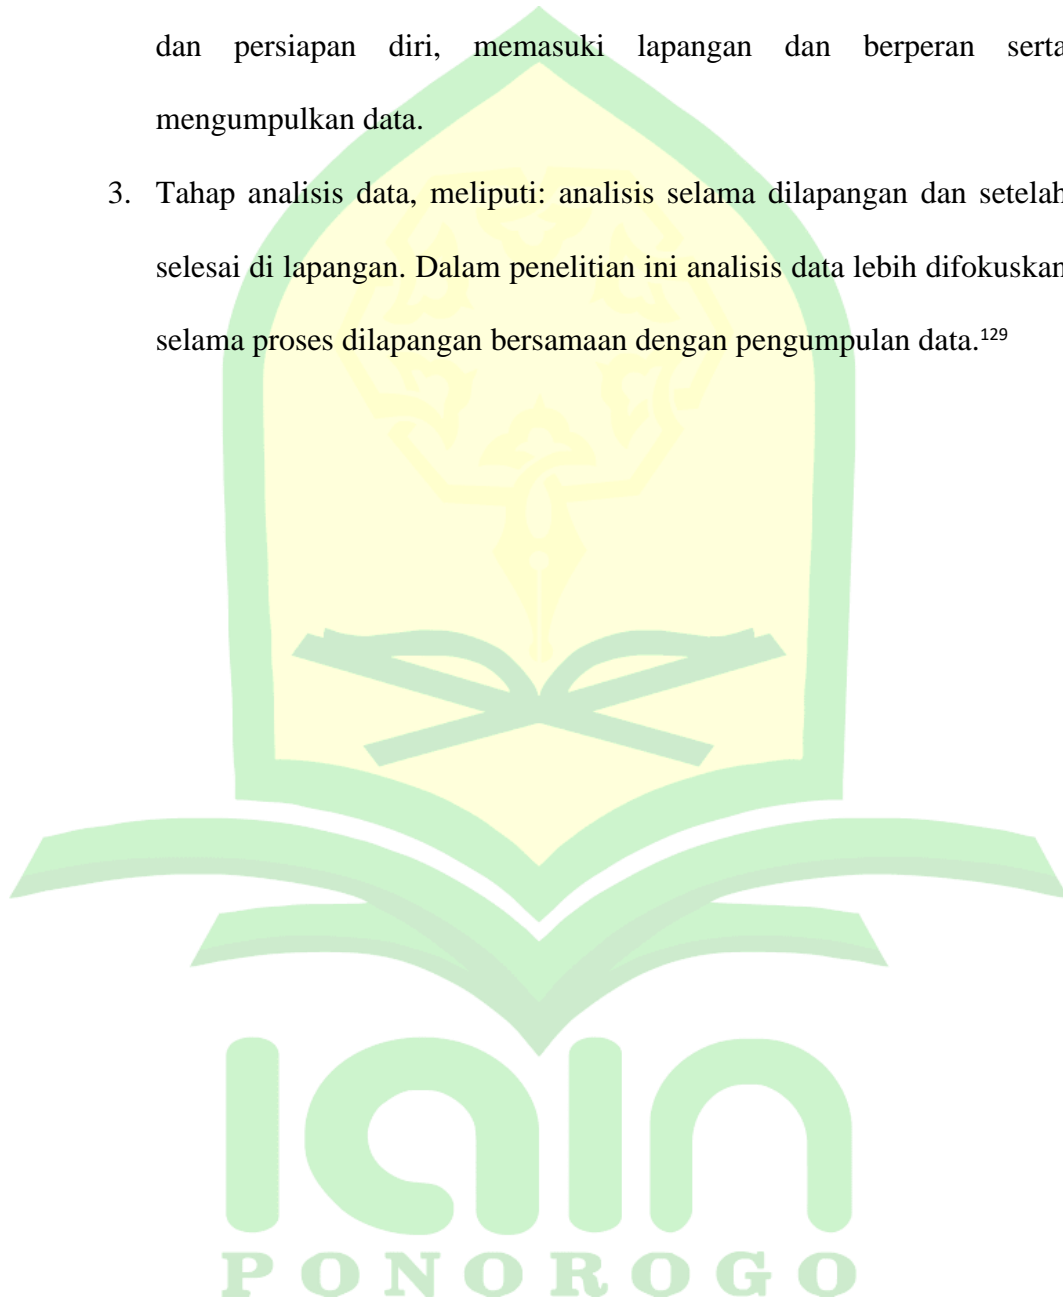 dan persiapan diri, memasuki lapangan dan berperan serta
mengumpulkan data.
3. Tahap analisis data, meliputi: analisis selama dilapangan dan setelah
selesai di lapangan. Dalam penelitian ini analisis data lebih difokuskan
selama proses dilapangan bersamaan dengan pengumpulan data.129
iain
PONOROGO